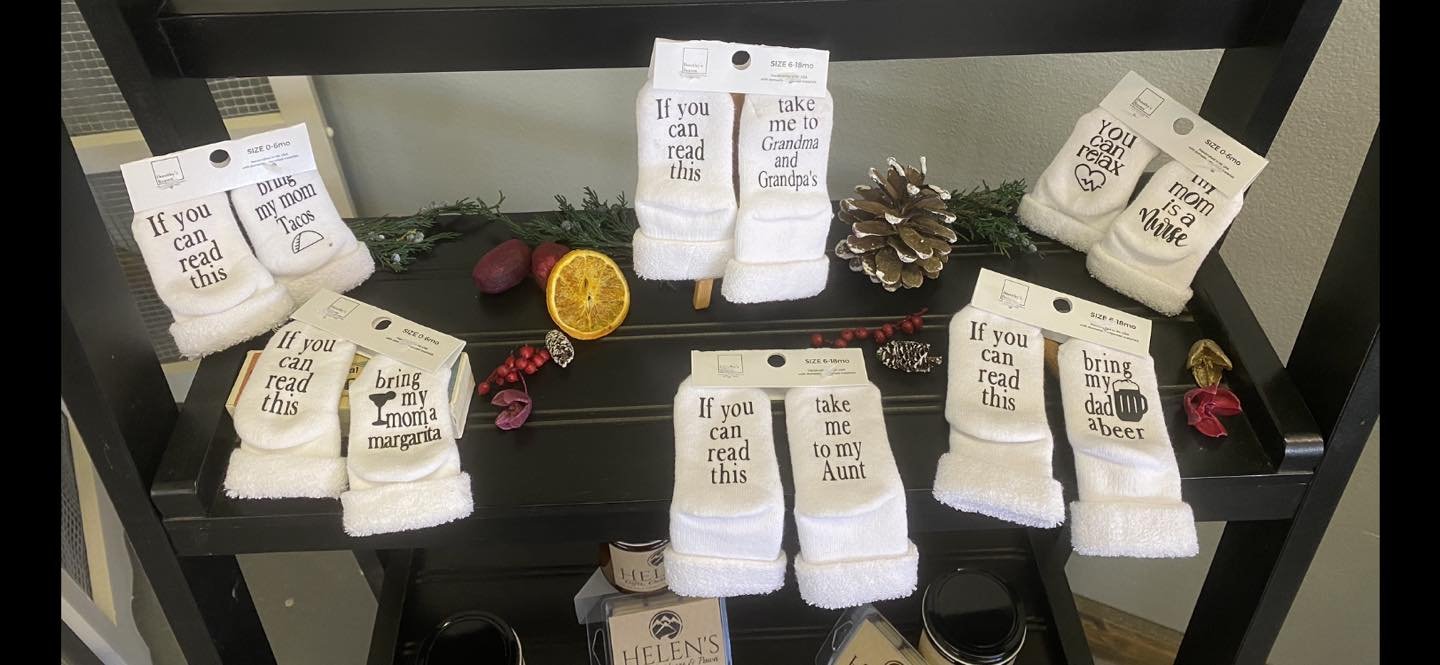 SIZE 6-18mo
If you
can
read
this
take
me to
Grandma
and
Grandpa's
SIZE 0-6mo
If you
can
read
this
bring
my mom
Tacos
SIZE 0-6mo
You
can
relax
my
mom
is a
Nurse
SIZE 0-6mo
If you
can
read
this
bring
my
mom a
margarita
SIZE 6-18mo
If you
can
read
this
take
me
to my
Aunt
SIZE 6-18mo
If you
can
read
this
bring
my
dad
a beer
HELEN'S
HELEN'S